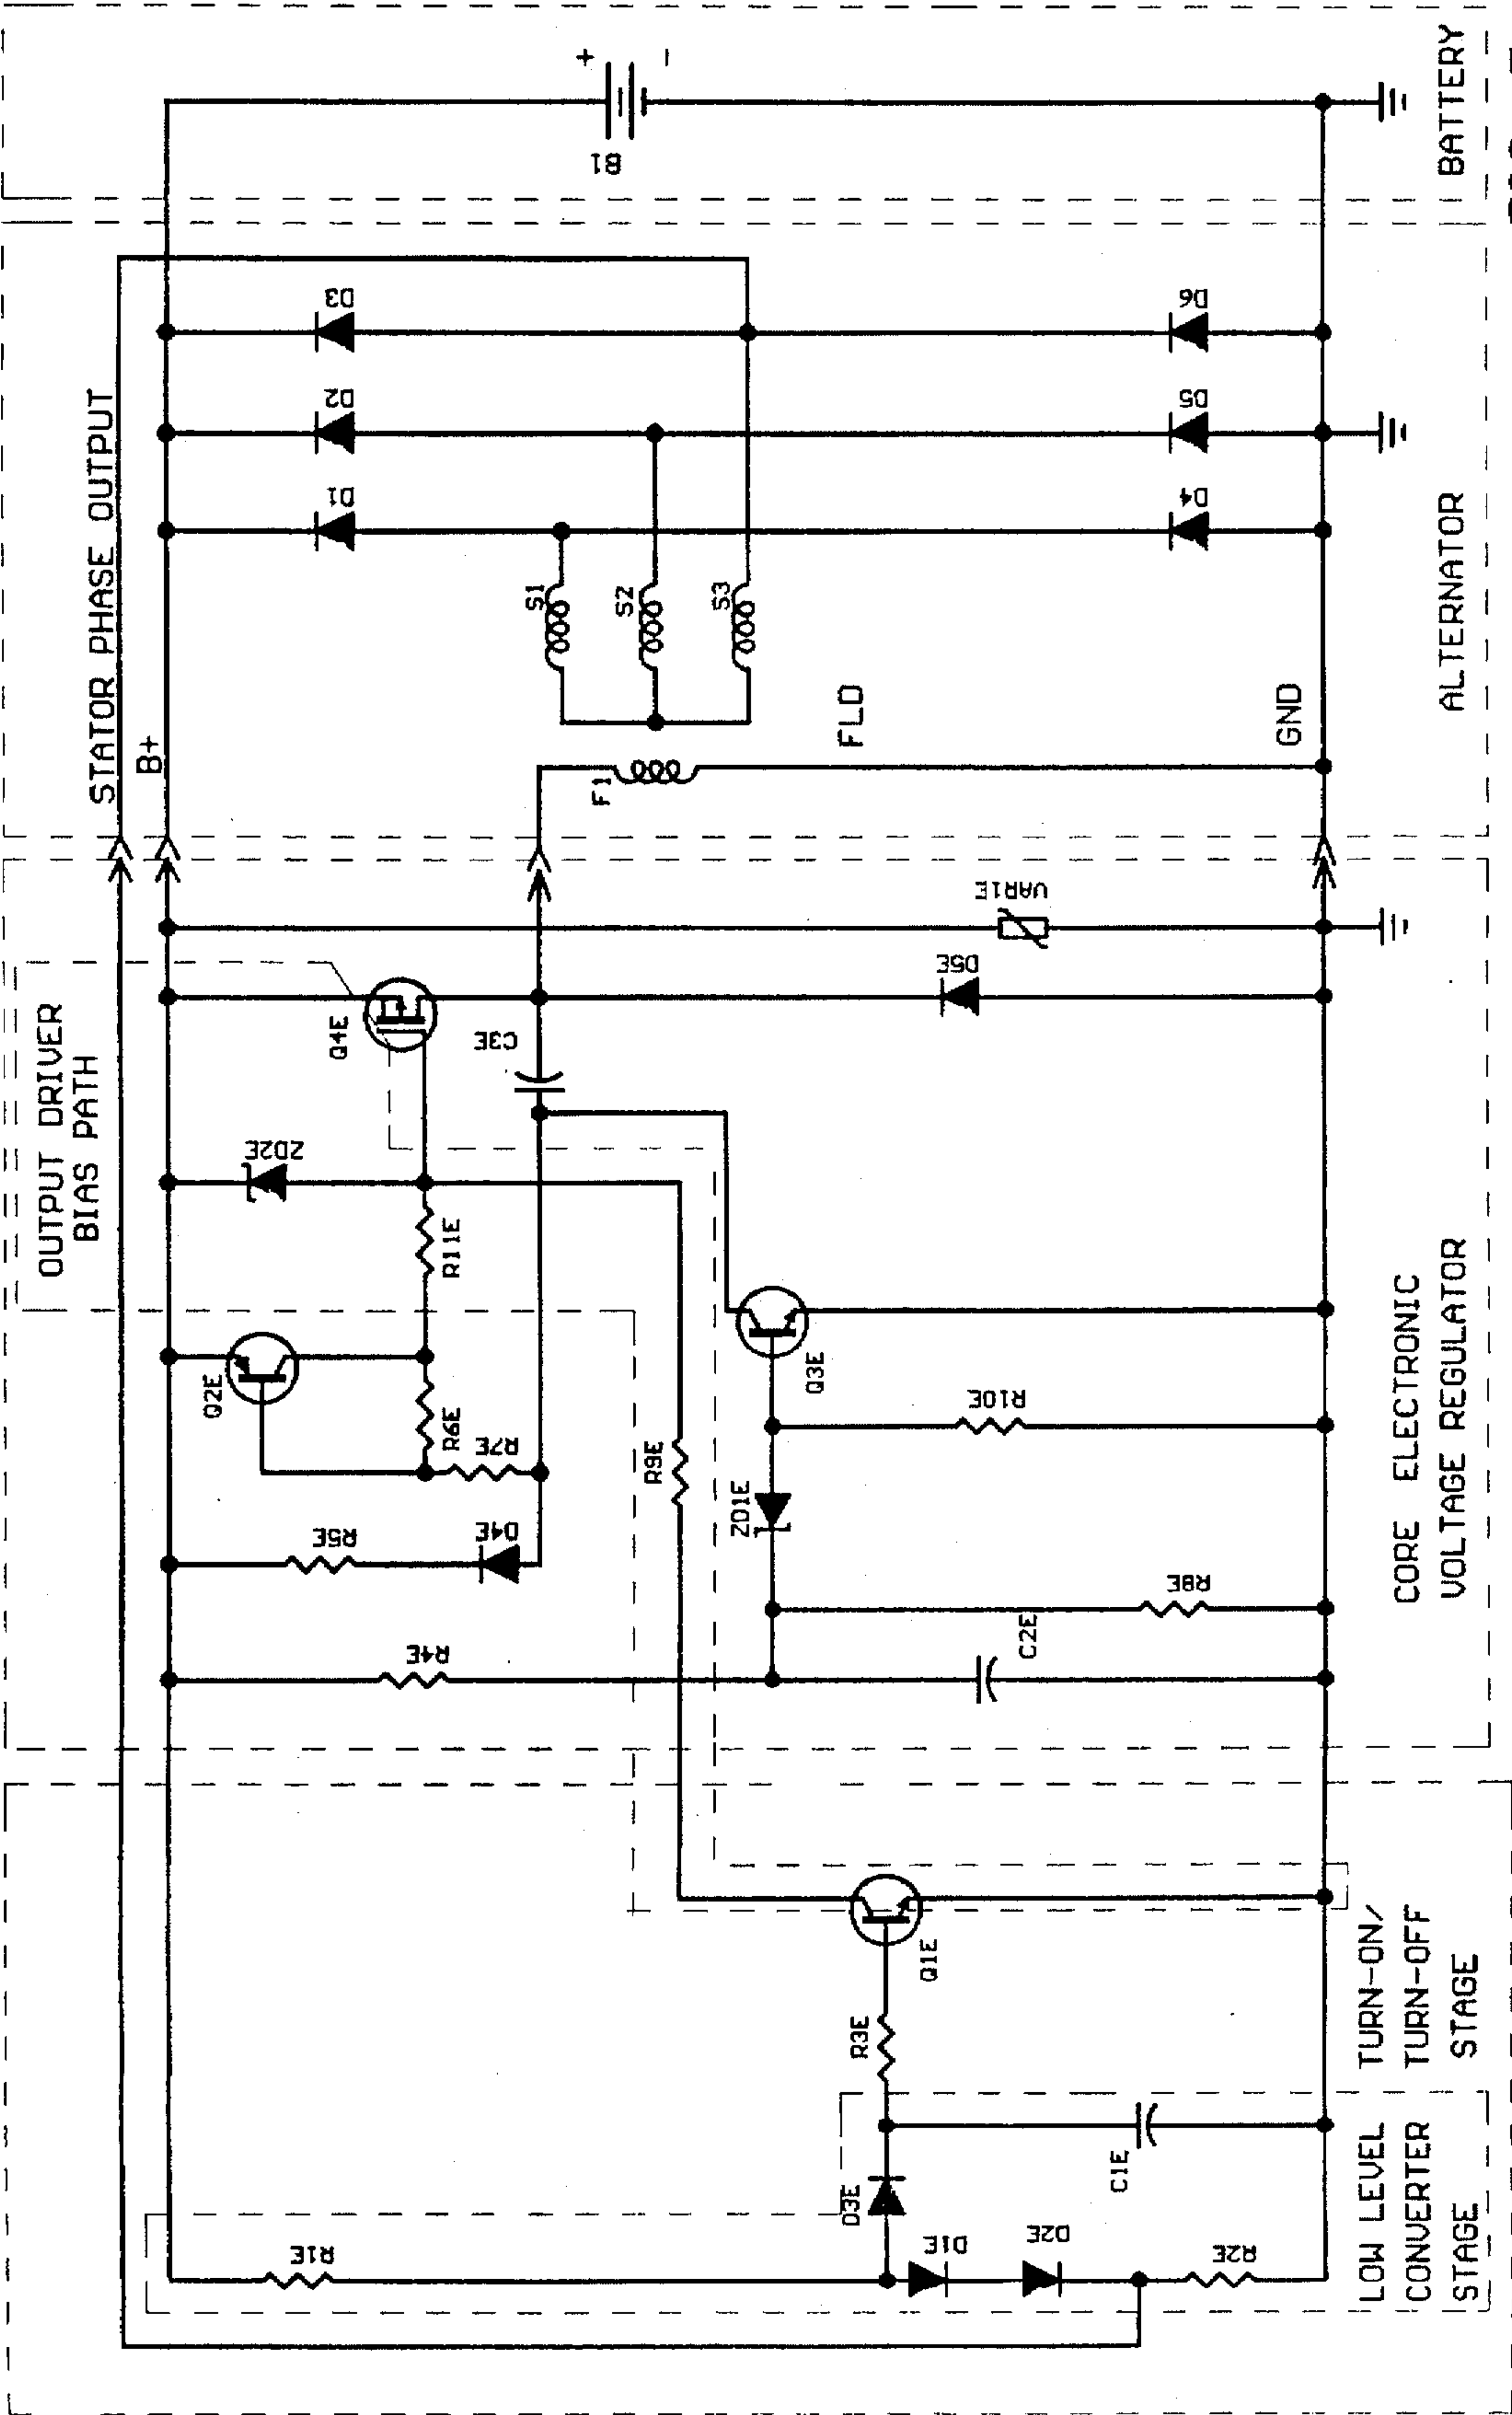 STATOR PHASE OUTPUT
B+
+
−
B1
BATTERY
D3
D6
D2
D5
D1
D4
S1
S2
S3
FLD
GND
F1
ALTERNATOR
OUTPUT DRIVER
BIAS PATH
VAR1E
Q4E
C3E
D5E
ZD2E
R11E
Q2E
R6E
R7E
R5E
D4E
R9E
Q3E
R10E
ZD1E
R4E
R8E
C2E
CORE ELECTRONIC
VOLTAGE REGULATOR
Q1E
R3E
TURN-ON/
TURN-OFF
STAGE
C1E
D3E
R1E
D1E
D2E
R2E
LOW LEVEL
CONVERTER
STAGE